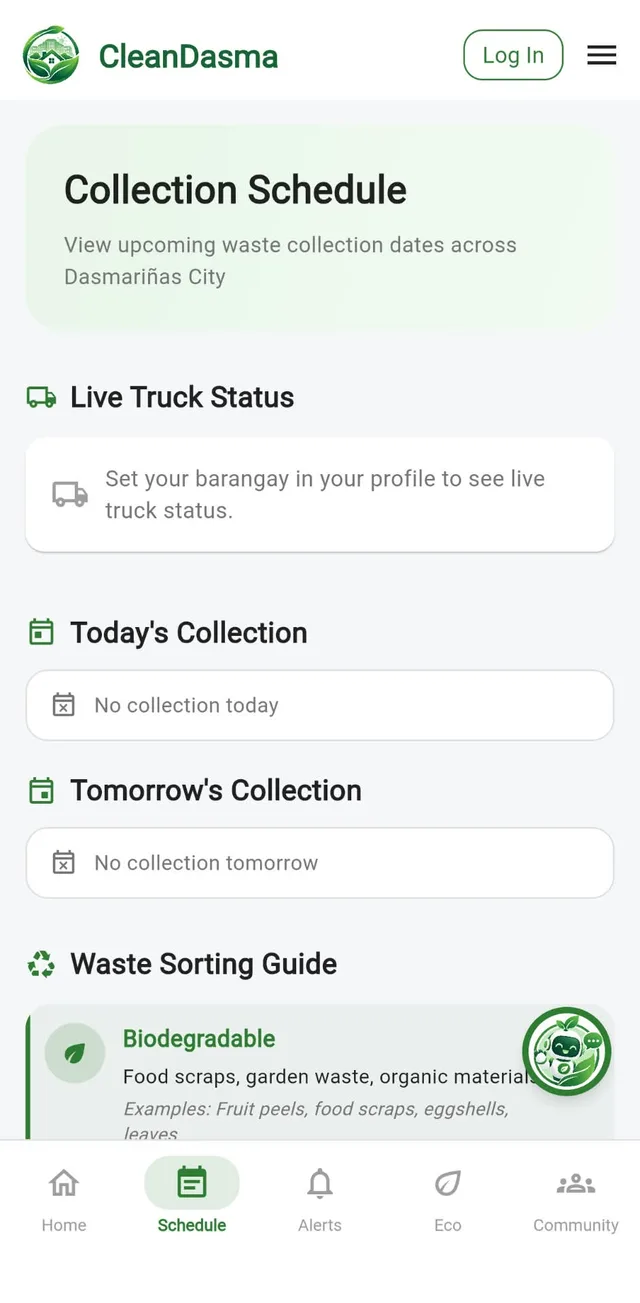 CleanDasma
Log In
Collection Schedule
View upcoming waste collection dates across
Dasmariñas City
Live Truck Status
Set your barangay in your profile to see live
truck status.
Today's Collection
No collection today
Tomorrow's Collection
No collection tomorrow
Waste Sorting Guide
Biodegradable
Food scraps, garden waste, organic materials
Examples: Fruit peels, food scraps, eggshells,
leaves
Home
Schedule
Alerts
Eco
Community